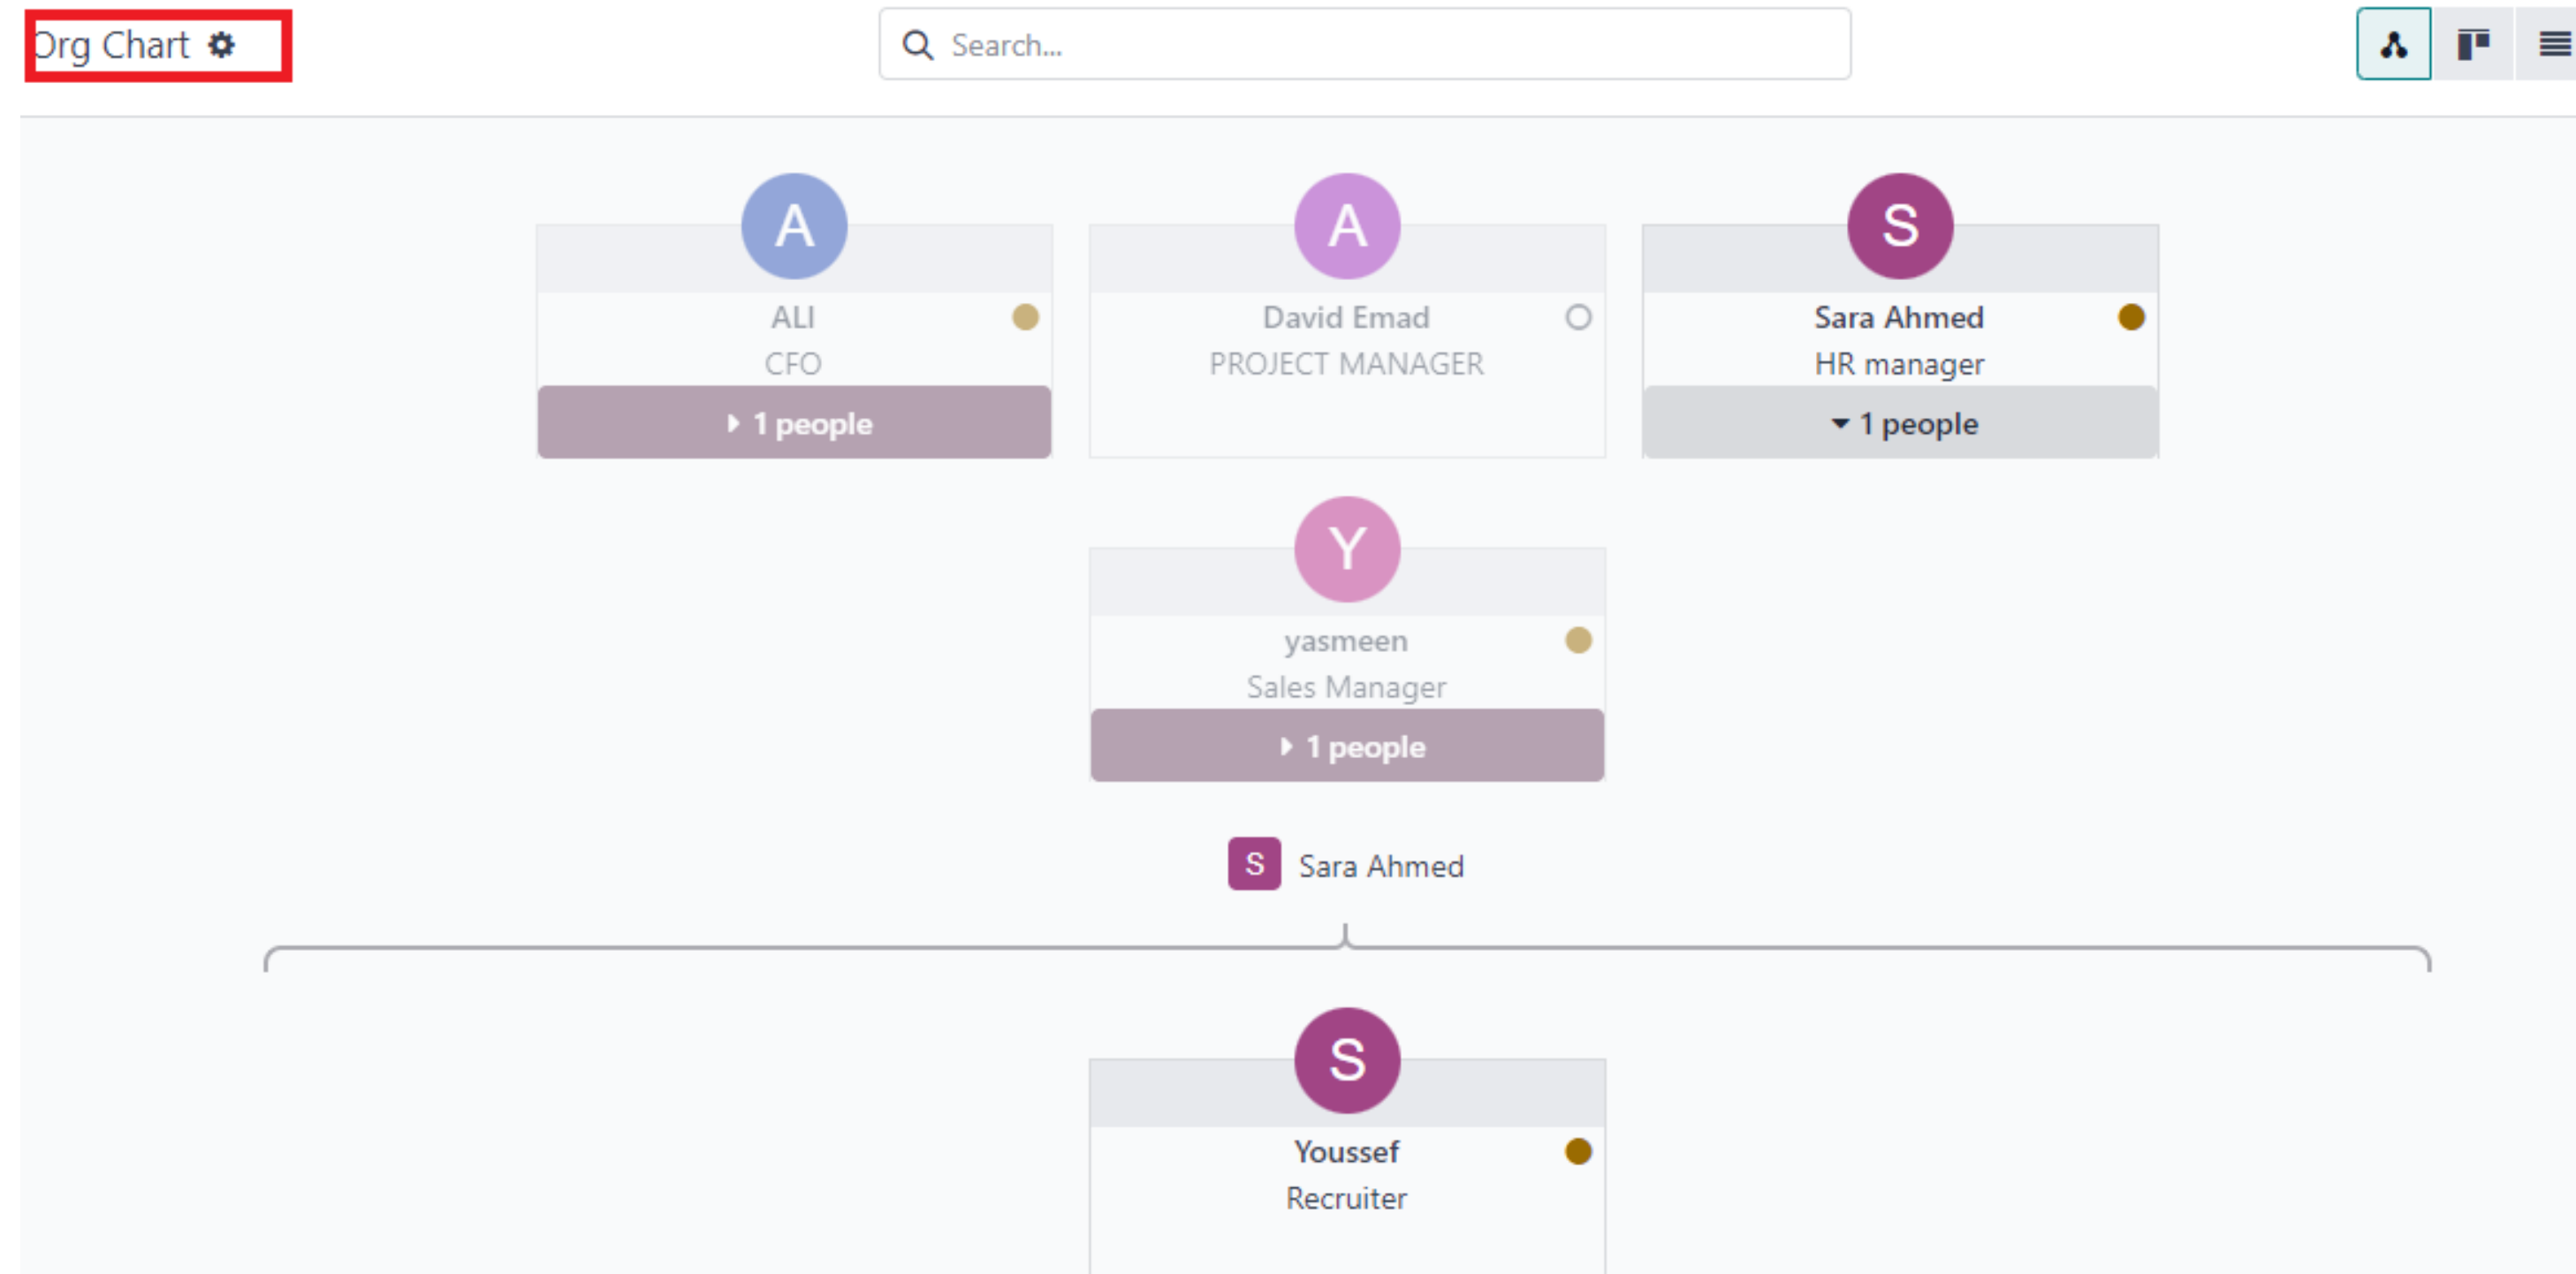 Org Chart
Search...
A
ALI
CFO
1 people
A
David Emad
PROJECT MANAGER
S
Sara Ahmed
HR manager
1 people
Y
yasmeen
Sales Manager
1 people
S Sara Ahmed
S
Youssef
Recruiter